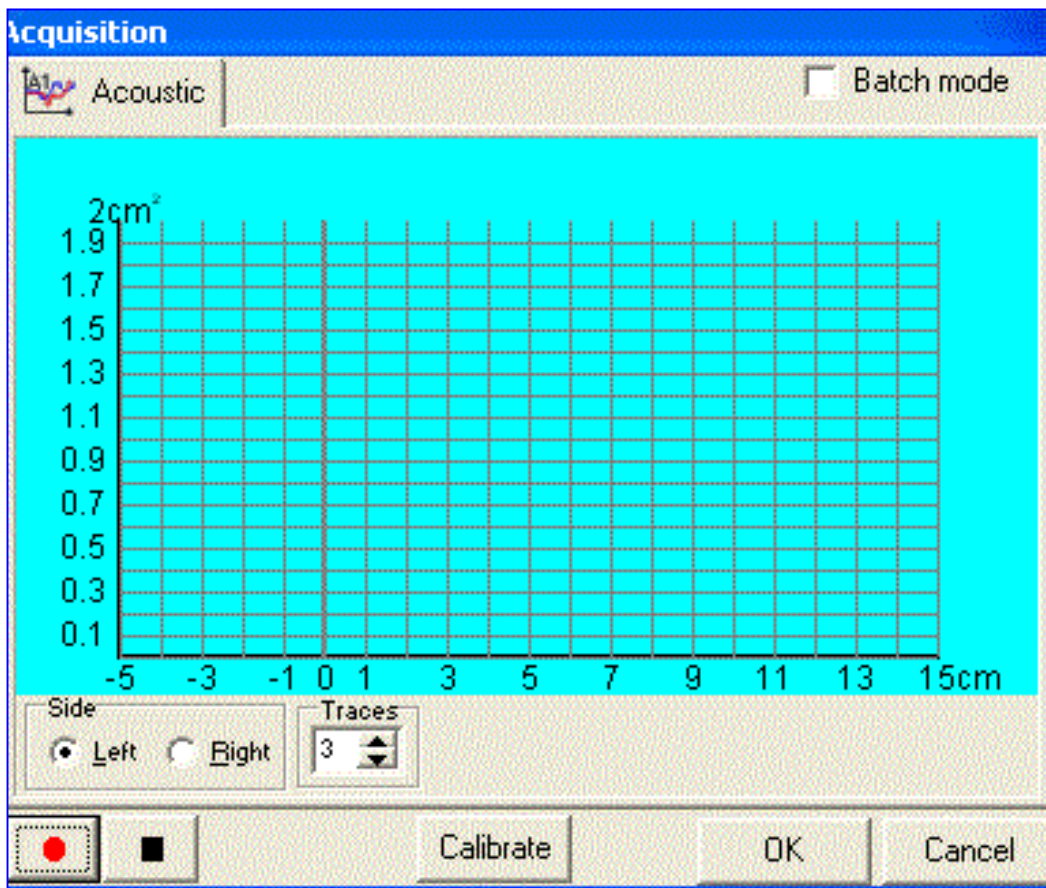 Acquisition
A1 Acoustic
Batch mode
2cm²
1.9
1.7
1.5
1.3
1.1
0.9
0.7
0.5
0.3
0.1
-5 -3 -1 0 1 3 5 7 9 11 13 15cm
Side
Left Right
Traces
3
Calibrate OK Cancel